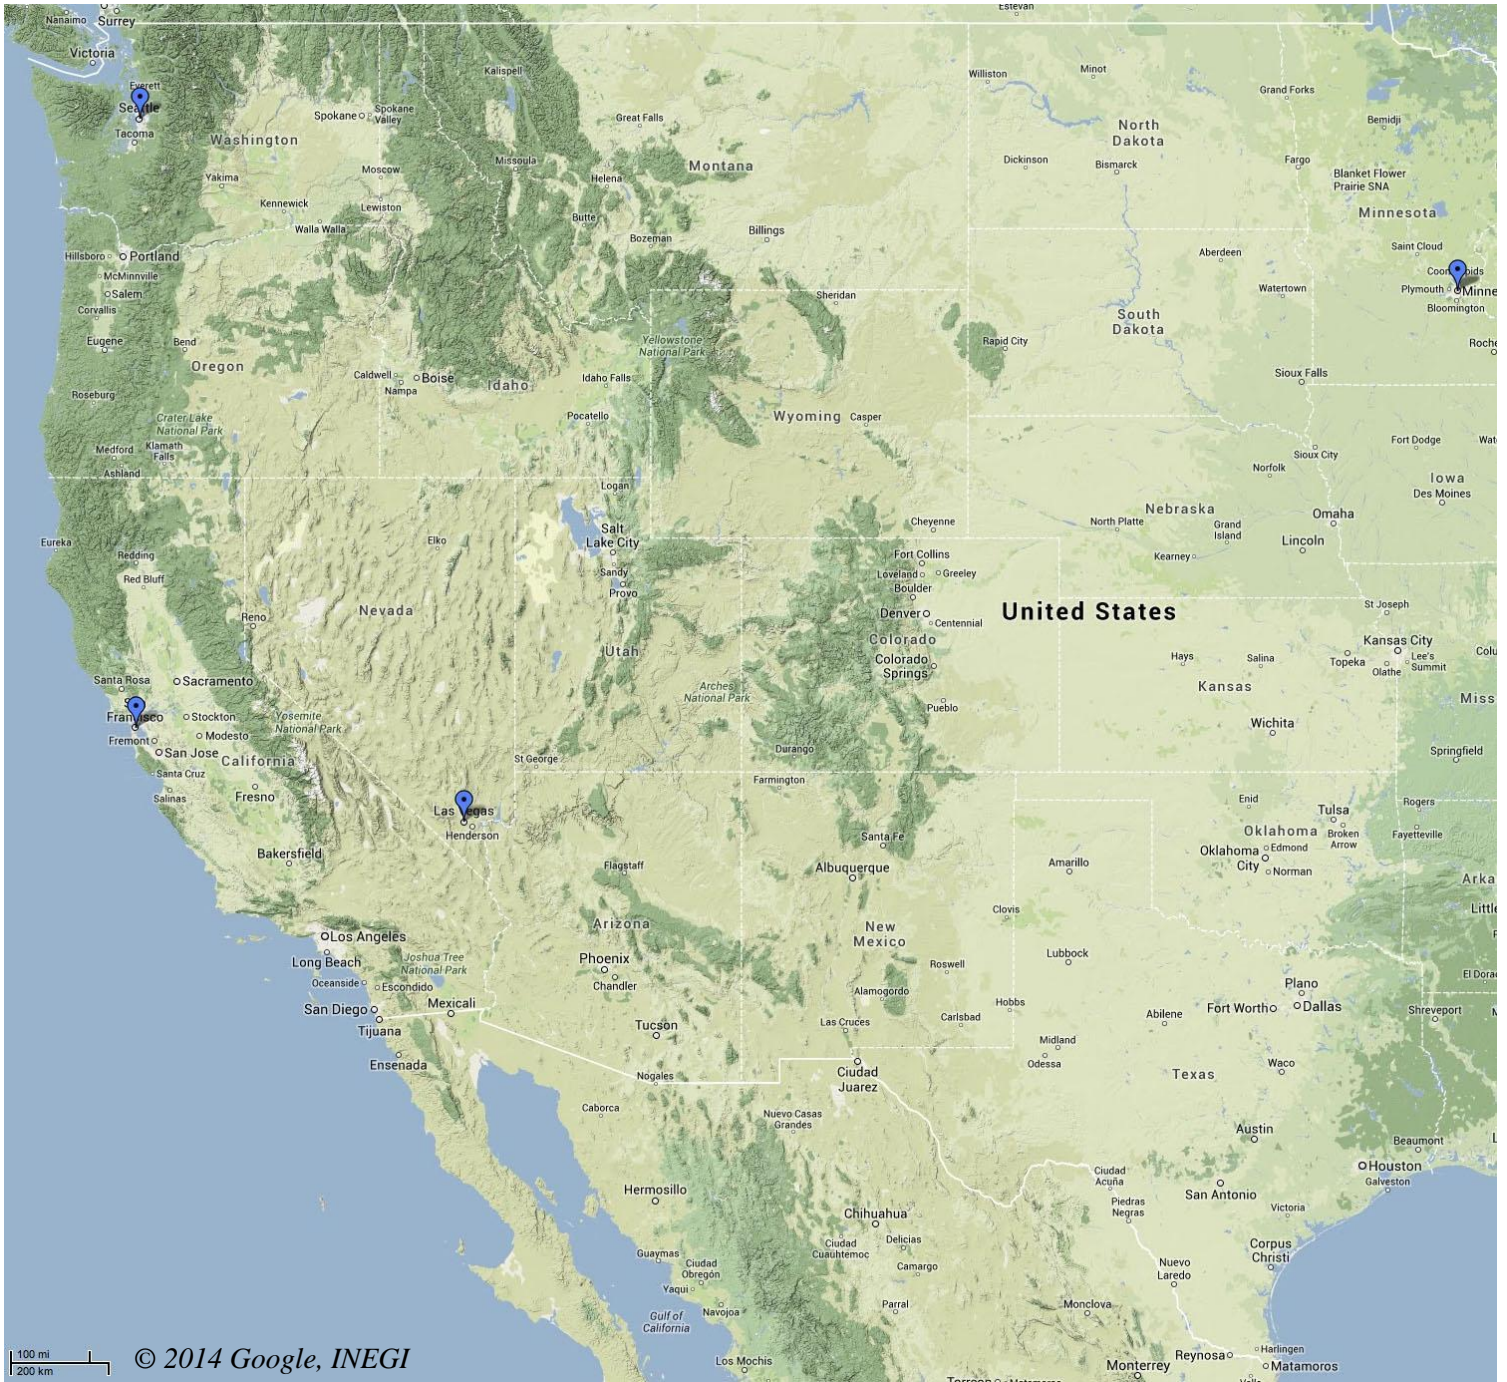 Estevan
Nanaimo
Surrey
Victoria
Kalispell
Williston
Minot
Everett
Grand Forks
Seattle
Spokane
Spokane
Valley
Great Falls
Bemidji
Tacoma
Washington
North
Dakota
Missoula
Montana
Dickinson
Bismarck
Fargo
Moscow
Yakima
Helena
Blanket Flower
Prairie SNA
Kennewick
Lewiston
Minnesota
Butte
Walla Walla
Billings
Bozeman
Saint Cloud
Hillsboro
Portland
Aberdeen
McMinnville
Plymouth
Minne
Salem
Sheridan
Watertown
Corvallis
Bloomington
South
Dakota
Eugene
Bend
Yellowstone
National Park
Rapid City
Roche
Oregon
Caldwell
Boise
Nampa
Idaho
Idaho Falls
Sioux Falls
Roseburg
Crater Lake
National Park
Pocatello
Wyoming
Casper
Medford
Klamath
Falls
Fort Dodge
Wat
Ashland
Sioux City
Norfolk
Logan
Iowa
Des Moines
Nebraska
Omaha
Eureka
Elko
Salt
Lake City
Cheyenne
North Platte
Grand
Island
Lincoln
Redding
Fort Collins
Kearney
Red Bluff
Sandy
Provo
Loveland
Greeley
Boulder
Reno
Nevada
Denver
Centennial
United States
St Joseph
Utah
Colorado
Kansas City
Colorado
Springs
Hays
Salina
Topeka
Lee's
Summit
Olathe
Colu
Santa Rosa
Sacramento
Arches
National Park
Kansas
Miss
Francisco
Stockton
Yosemite
National Park
Pueblo
Wichita
Fremont
Modesto
San Jose
California
St George
Durango
Springfield
Santa Cruz
Farmington
Salinas
Fresno
Las Vegas
Henderson
Enid
Tulsa
Rogers
Santa Fe
Oklahoma
Broken
Arrow
Fayetteville
Bakersfield
Flagstaff
Albuquerque
Amarillo
Oklahoma
City
Edmond
Norman
Arka
Clovis
Little
Los Angeles
Arizona
New
Mexico
Long Beach
Joshua Tree
National Park
Phoenix
Chandler
Roswell
Lubbock
El Dorad
Oceanside
Escondido
Alamogordo
Plano
San Diego
Mexicali
Hobbs
Fort Worth
Dallas
Shreveport
Tijuana
Tucson
Las Cruces
Carlsbad
Abilene
Ensenada
Midland
Odessa
Waco
Nogales
Ciudad
Juarez
Texas
Caborca
Nuevo Casas
Grandes
Austin
Beaumont
Hermosillo
Ciudad
Acuña
Houston
Galveston
San Antonio
Piedras
Negras
Victoria
Chihuahua
Guaymas
Ciudad
Obregón
Ciudad
Cuauhtemoc
Delicias
Camargo
Corpus
Christi
Yaqui
Nuevo
Laredo
Gulf of
California
Navojoa
Parral
Monclova
100 mi
200 km
© 2014 Google, INEGI
Los Mochis
Monterrey
Reynosa
Harlingen
Matamoros